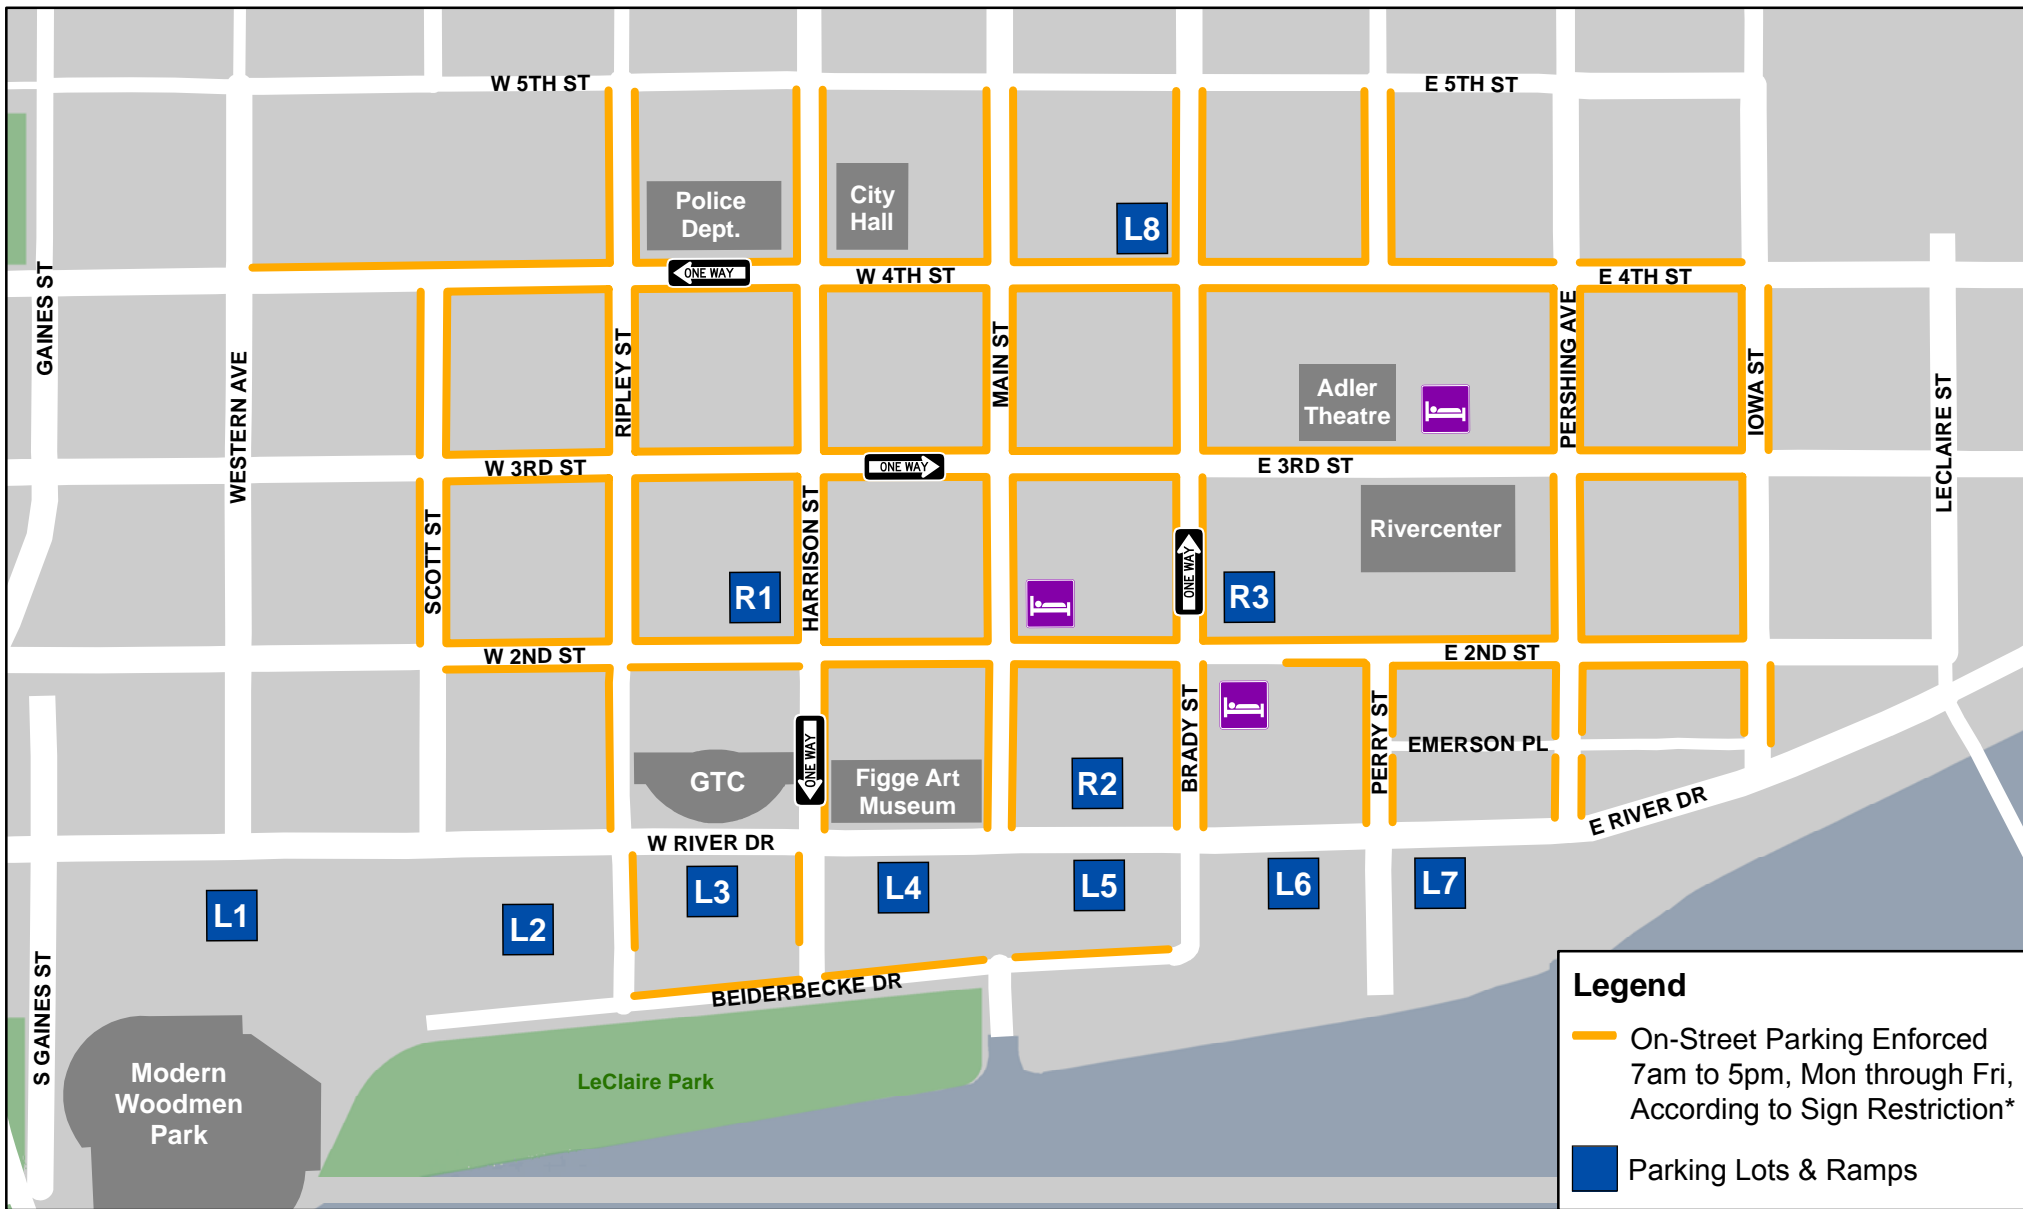 W 5TH ST
E 5TH ST
Police
Dept.
City
Hall
L8
ONE WAY
W 4TH ST
E 4TH ST
GAINES ST
WESTERN AVE
RIPLEY ST
MAIN ST
PERSHING AVE
IOWA ST
LECLAIRE ST
Adler
Theatre
W 3RD ST
ONE WAY
E 3RD ST
SCOTT ST
HARRISON ST
Rivercenter
ONE WAY
R1
R3
W 2ND ST
E 2ND ST
BRADY ST
PERRY ST
EMERSON PL
ONE WAY
GTC
Figge Art
Museum
R2
W RIVER DR
E RIVER DR
L1
L2
L3
L4
L5
L6
L7
S GAINES ST
BEIDERBECKE DR
LeClaire Park
Modern
Woodmen
Park
Legend
On-Street Parking Enforced
7am to 5pm, Mon through Fri,
According to Sign Restriction*
Parking Lots & Ramps